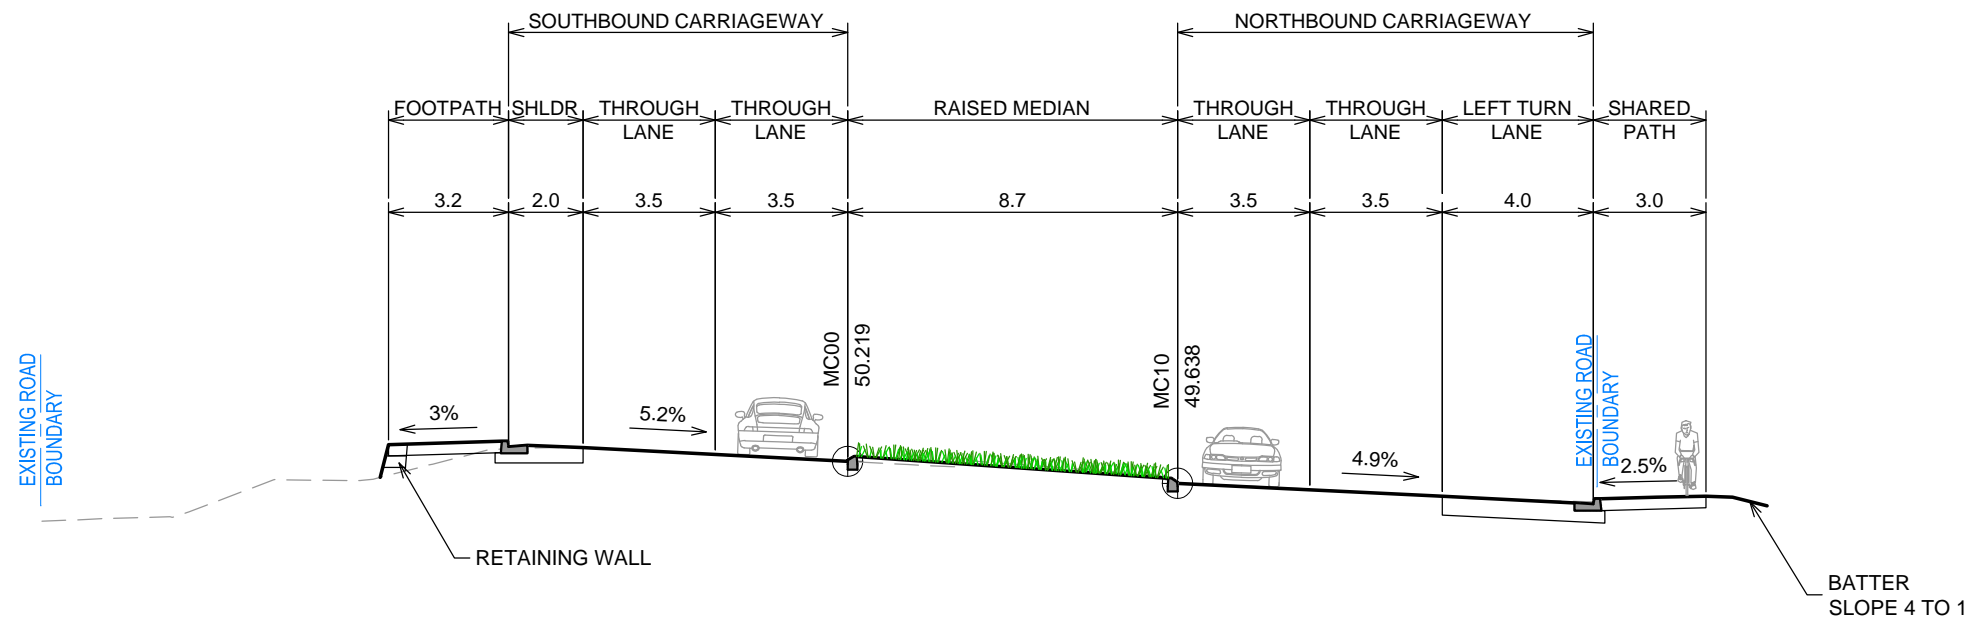 SOUTHBOUND CARRIAGEWAY
NORTHBOUND CARRIAGEWAY
FOOTPATH
SHLDR
THROUGH
LANE
THROUGH
LANE
RAISED MEDIAN
THROUGH
LANE
THROUGH
LANE
LEFT TURN
LANE
SHARED
PATH
3.2
2.0
3.5
3.5
8.7
3.5
3.5
4.0
3.0
EXISTING ROAD
BOUNDARY
3%
5.2%
MC00
50.219
MC10
49.638
4.9%
EXISTING ROAD
BOUNDARY
2.5%
RETAINING WALL
BATTER
SLOPE 4 TO 1